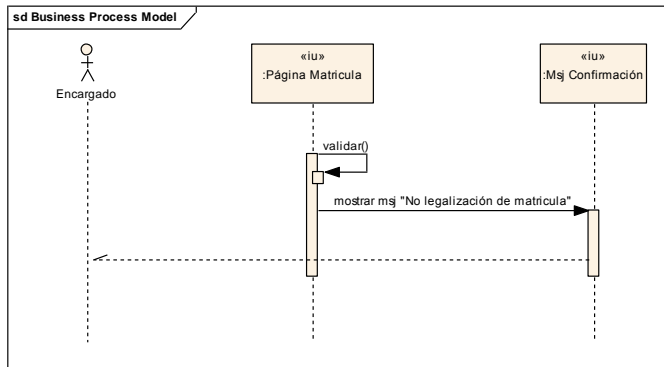 sd Business Process Model
Encargado
«iu»
:Página Matricula
«iu»
:Msj Confirmación
validar()
mostrar msj "No legalización de matricula"